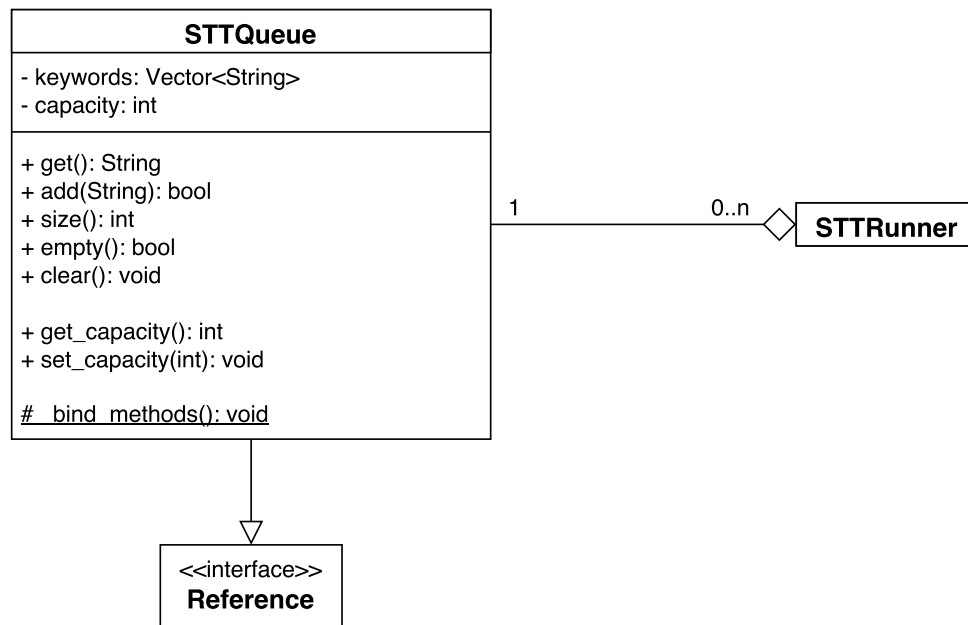 STTQueue
- keywords: Vector<String>
- capacity: int
+ get(): String
+ add(String): bool
+ size(): int
+ empty(): bool
+ clear(): void
+ get_capacity(): int
+ set_capacity(int): void
# _bind_methods(): void
1
0..n
STTRunner
<<interface>>
Reference